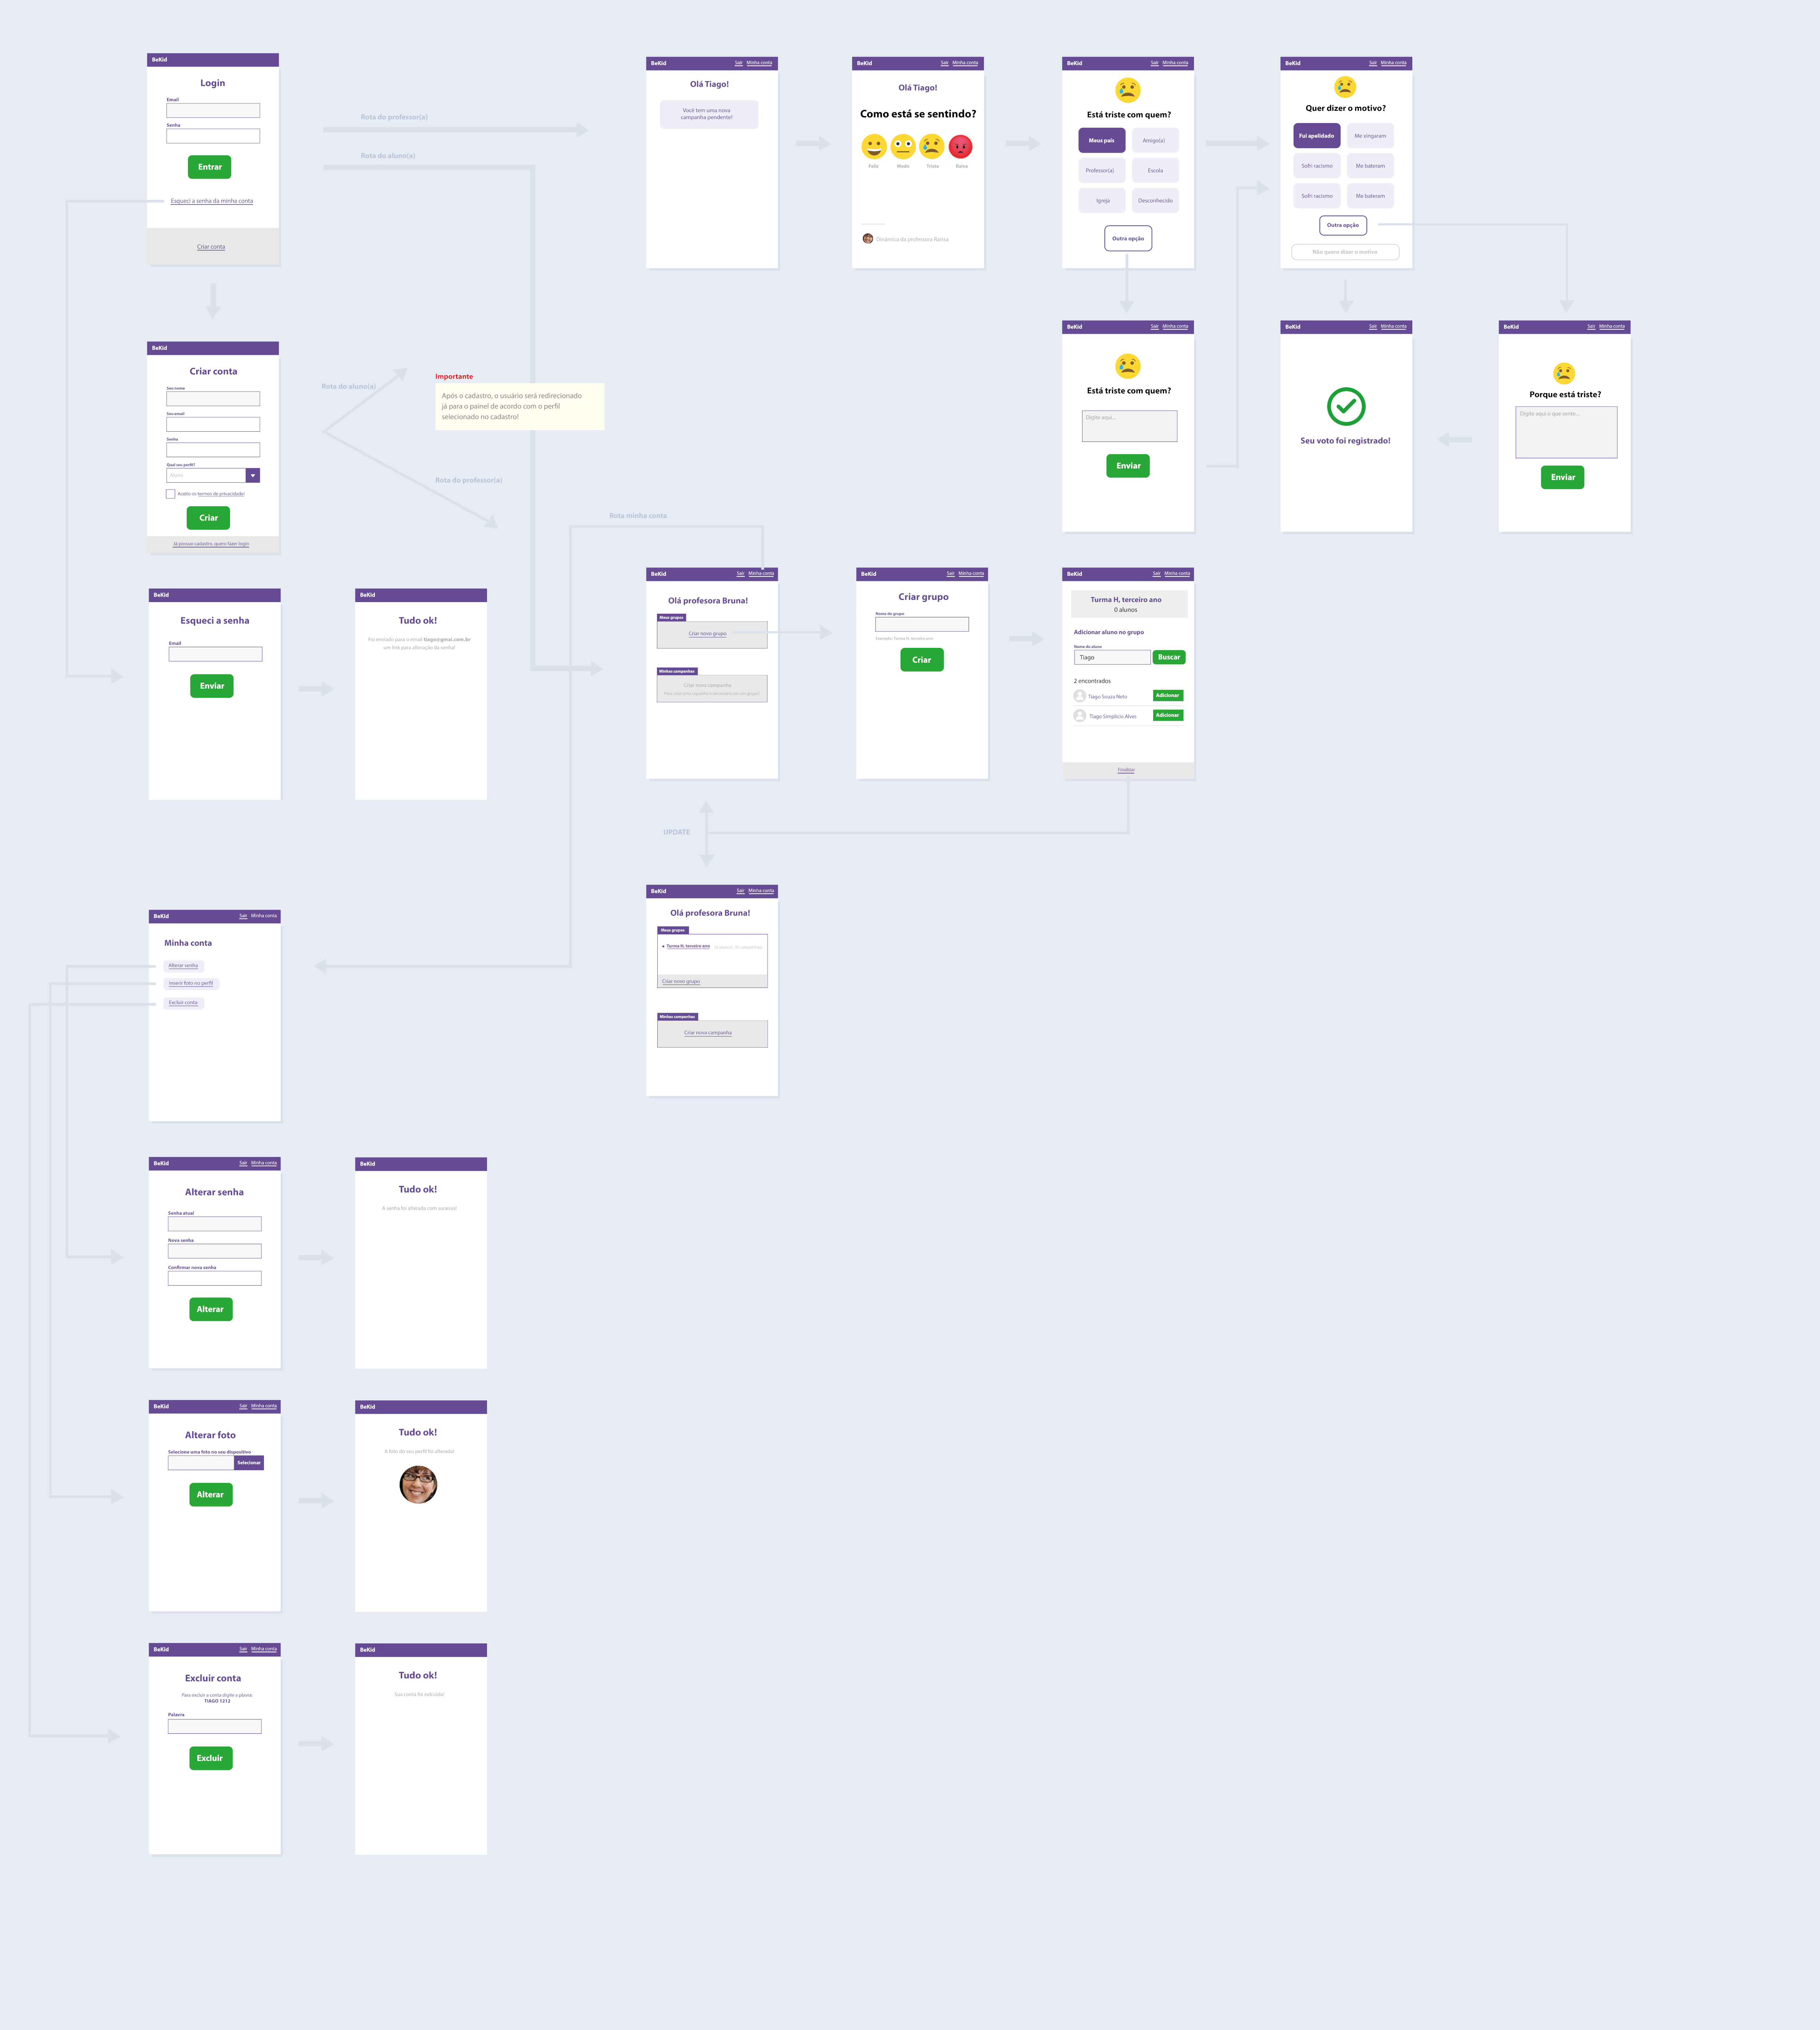 BeKid
Login
Email
Senha
Entrar
Esqueci a senha da minha conta
Criar conta
Rota do professor(a)
Rota do aluno(a)
BeKid
Sair Minha conta
Olá Tiago!
Você tem uma nova
campanha pendente!
BeKid
Sair Minha conta
Olá Tiago!
Como está se sentindo?
Feliz Medo Triste Raiva
Dinâmica da professora Raissa
BeKid
Sair Minha conta
Está triste com quem?
Meus pais Amigo(a)
Professor(a) Escola
Igreja Desconhecido
Outra opção
BeKid
Sair Minha conta
Quer dizer o motivo?
Fui apelidado Me xingaram
Sofri racismo Me bateram
Sofri racismo Me bateram
Outra opção
Não quero dizer o motivo
BeKid
Sair Minha conta
Está triste com quem?
Digite aqui...
Enviar
BeKid
Sair Minha conta
Seu voto foi registrado!
BeKid
Sair Minha conta
Porque está triste?
Digite aqui o que sente...
Enviar
BeKid
Criar conta
Seu nome
Seu email
Senha
Qual seu perfil?
Aceito os termso de privacidade!
Criar
Já possuo cadastro, quero fazer login
Rota do aluno(a)
Rota do professor(a)
Importante
Após o cadastro, o usuário será redirecionado
já para o painel de acordo com o perfil
selecionado no cadastro!
BeKid
Esqueci a senha
Email
Enviar
BeKid
Tudo ok!
Foi enviado para o email tiago@gmal.com.br
um link para alteração da senha!
Rota minha conta
BeKid
Sair Minha conta
Olá profesora Bruna!
Meus grupos
Criar novo grupo
Minhas campanhas
Criar nova campanha
BeKid
Sair Minha conta
Criar grupo
Nome do grupo
Exemplo: Turma H, terceiro ano
Criar
BeKid
Sair Minha conta
Turma H, terceiro ano
0 alunos
Adicionar aluno no grupo
Nome do aluno
Tiago
Buscar
2 encontrados
Tiago Souza Neto
Adicionar
Tiago Simplicio Alves
Adicionar
Finalizar
UPDATE
BeKid
Sair Minha conta
Olá profesora Bruna!
Meus grupos
Turma H, terceiro ano
Criar novo grupo
Minhas campanhas
Criar nova campanha
BeKid
Sair Minha conta
Minha conta
Alterar senha
Inserir foto no perfil
Excluir conta
BeKid
Sair Minha conta
Alterar senha
Senha atual
Nova senha
Confirmar nova senha
Alterar
BeKid
Tudo ok!
A senha foi alterada com sucesso!
BeKid
Sair Minha conta
Alterar foto
Selecione uma foto no seu dispositivo
Selecionar
Alterar
BeKid
Tudo ok!
A foto do seu perfil foi alterada!
BeKid
Sair Minha conta
Excluir conta
Para excluir a conta digite a plavra:
TIAGO 1212
Palavra
Excluir
BeKid
Tudo ok!